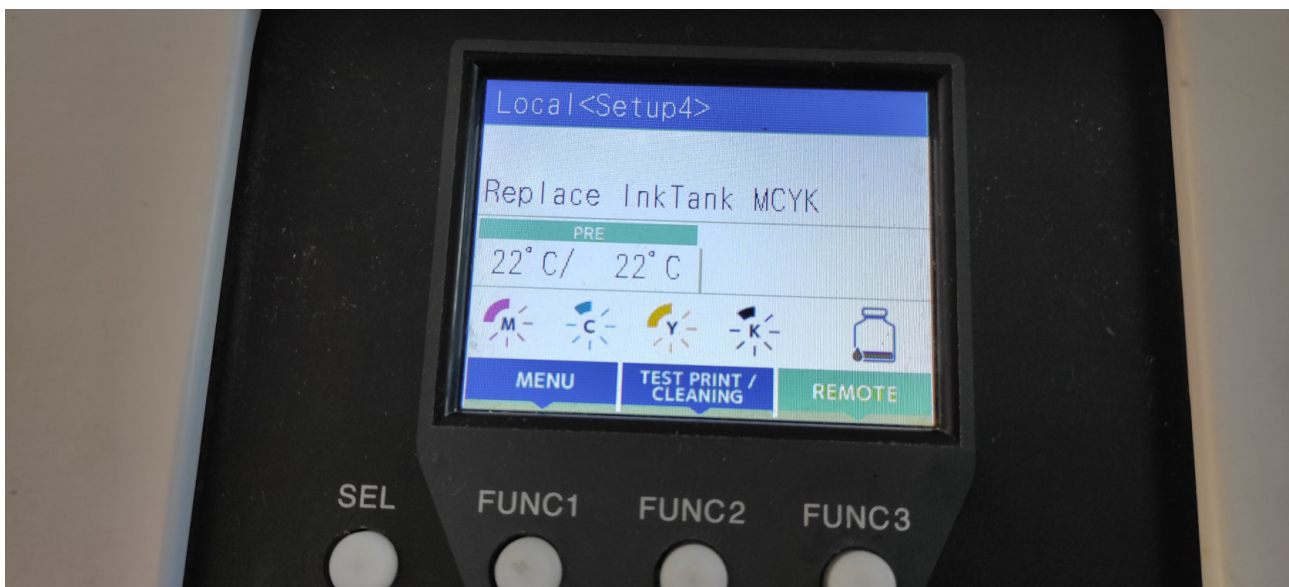 Local<Setup4>
Replace InkTank MCYK
PRE
22°C/ 22°C
M C Y K
MENU TEST PRINT / CLEANING REMOTE
SEL FUNC1 FUNC2 FUNC3